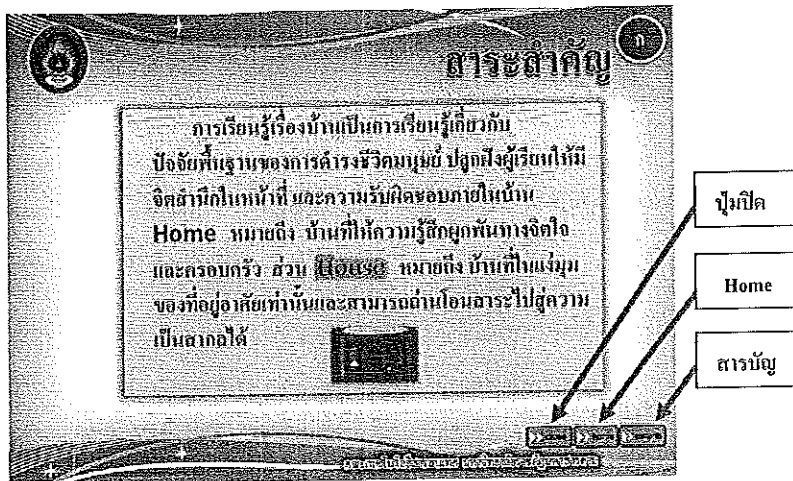 สาระสำคัญ
การเรียนรู้เรื่องบ้านเป็นการเรียนรู้เกี่ยวกับ
ปัจจัยพื้นฐานของการดำรงชีวิตมนุษย์ ปลูกฝังผู้เรียนให้มี
จิตสำนึกในหน้าที่ และความรับผิดชอบภายในบ้าน
Home หมายถึง บ้านที่ให้ความรู้สึกผูกพันทางจิตใจ
และครอบครัว ส่วน House หมายถึง บ้านที่ในแง่มุม
ของที่อยู่อาศัยเท่านั้นและสามารถถ่ายโอนสาระไปสู่ความ
เป็นสากลได้
ปุ่มปิด
Home
สารบัญ